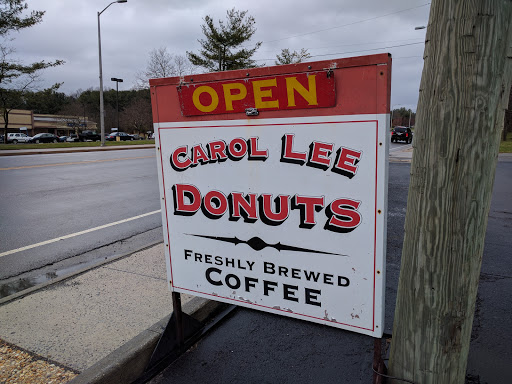 OPEN
CAROL LEE
DONUTS
FRESHLY BREWED
COFFEE